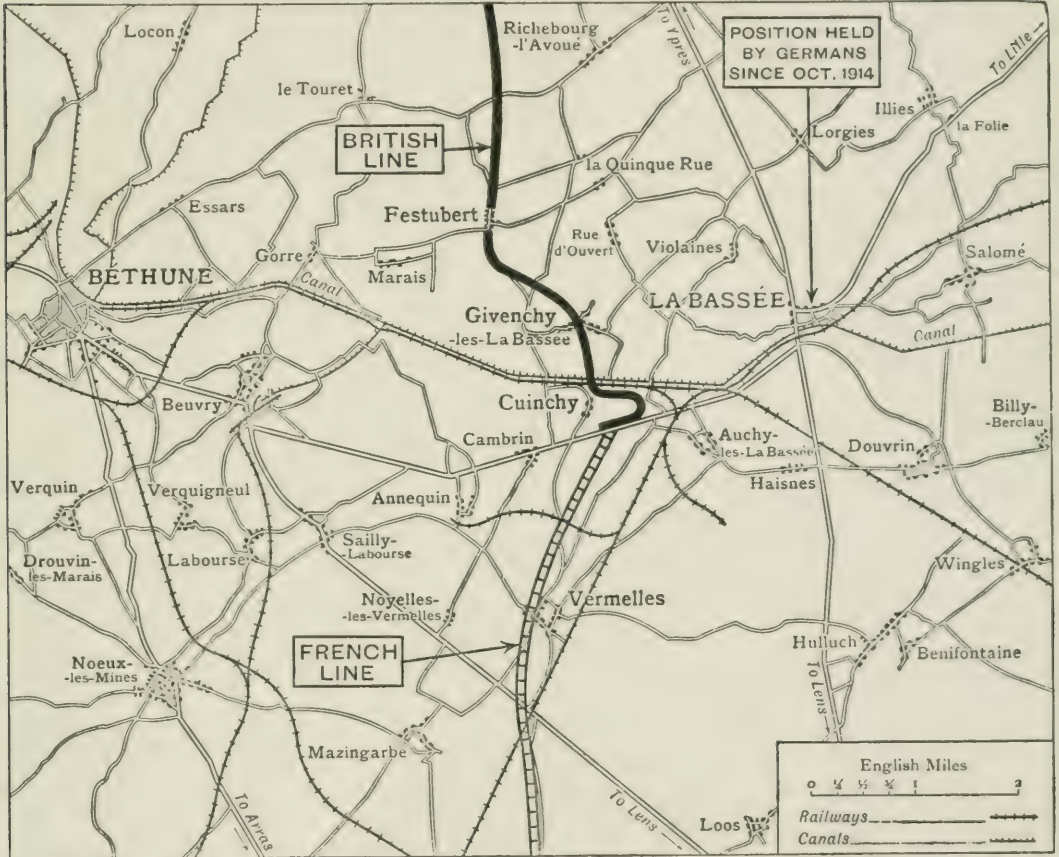 Locon
Richebourg
-l'Avoué
To Ypres
POSITION HELD
BY GERMANS
SINCE OCT. 1914
To Lille
le Touret
Illies
la Folie
Lorgies
BRITISH
LINE
la Quinque Rue
Essars
Festubert
Rue
d'Ouvert
Violaines
Gorre
Marais
Salomé
BETHUNE
Canal
LA BASSÉE
Givenchy
-les-La Bassée
Canal
Beuvry
Cuinchy
Cambrin
Auchy
-les-La Bassée
Douvrin
Billy
-Berclau
Haisnes
Verquin
Verquigneul
Annequin
Sailly
-Labourse
Labourse
Drouvin-
les-Marais
Wingles
Noyelles-
-les-Vermelles
Vermelles
Hulluch
Benifontaine
FRENCH
LINE
Noeux
-les-Mines
To Lens
Mazingarbe
English Miles
0 ¼ ½ ¾ 1 2
To Arras
To Lens
Loos
Railways
Canals